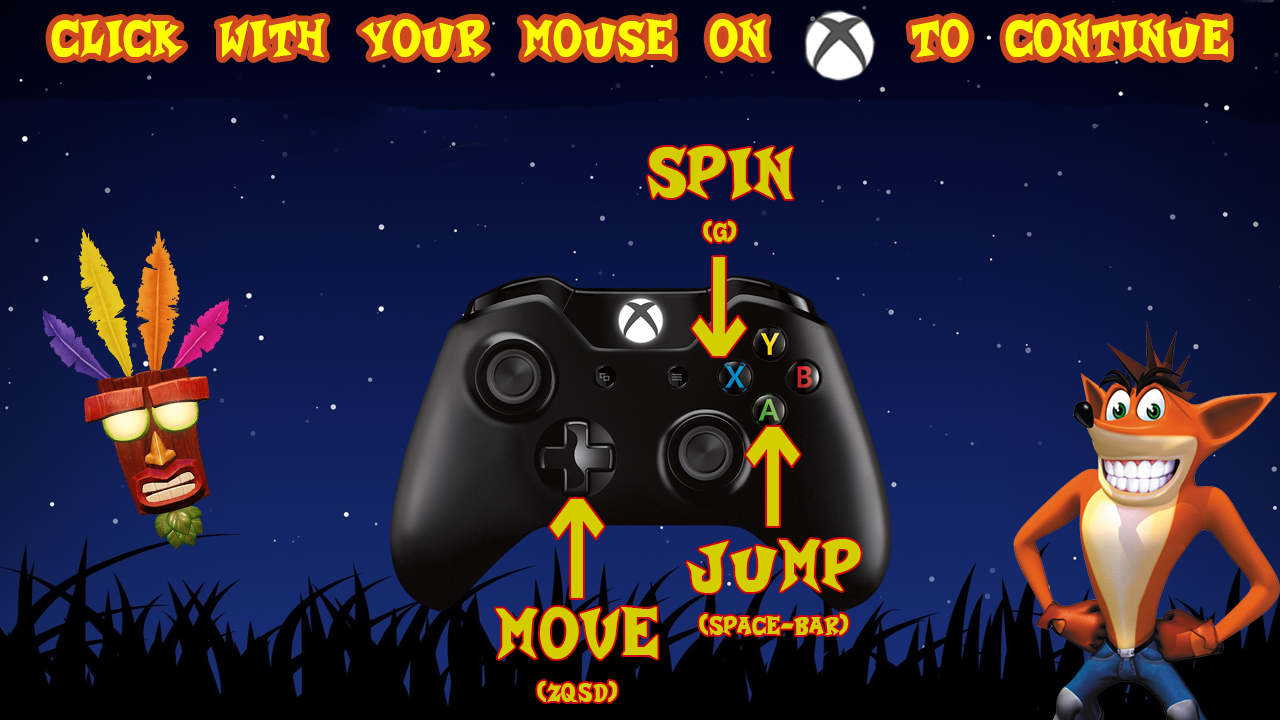 CLICK WITH YOUR MOUSE ON TO CONTINUE
SPIN
(G)
Y
X B
A
JUMP
(SPACE-BAR)
MOVE
(ZQSD)